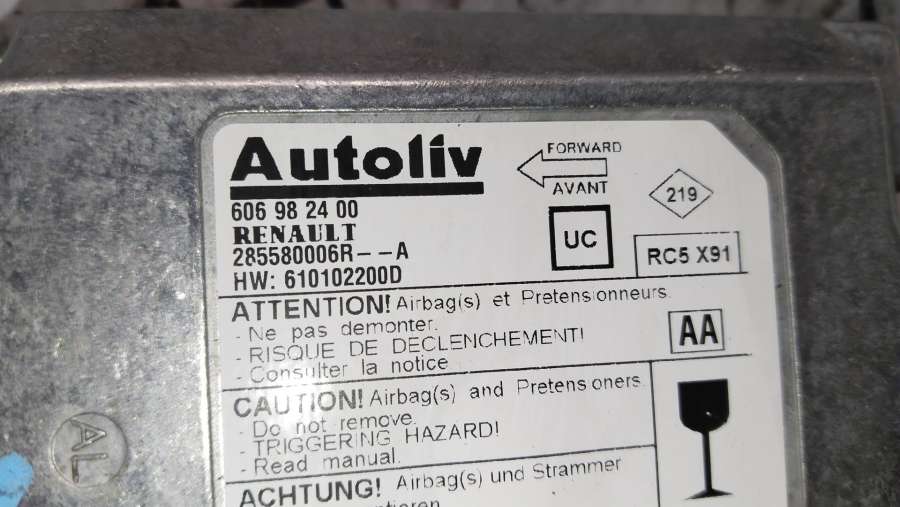 Autoliv
FORWARD
AVANT
219
606 98 24 00
RENAULT
285580006R--A
HW: 610102200D
UC
RC5 X91
ATTENTION! Airbag(s) et Pretensionneurs.
- Ne pas demonter.
- RISQUE DE DECLENCHEMENT!
- Consulter la notice
AA
CAUTION! Airbag(s) and Pretensioners.
- Do not remove.
- TRIGGERING HAZARD!
- Read manual.
ACHTUNG! Airbag(s) und Strammer
AL